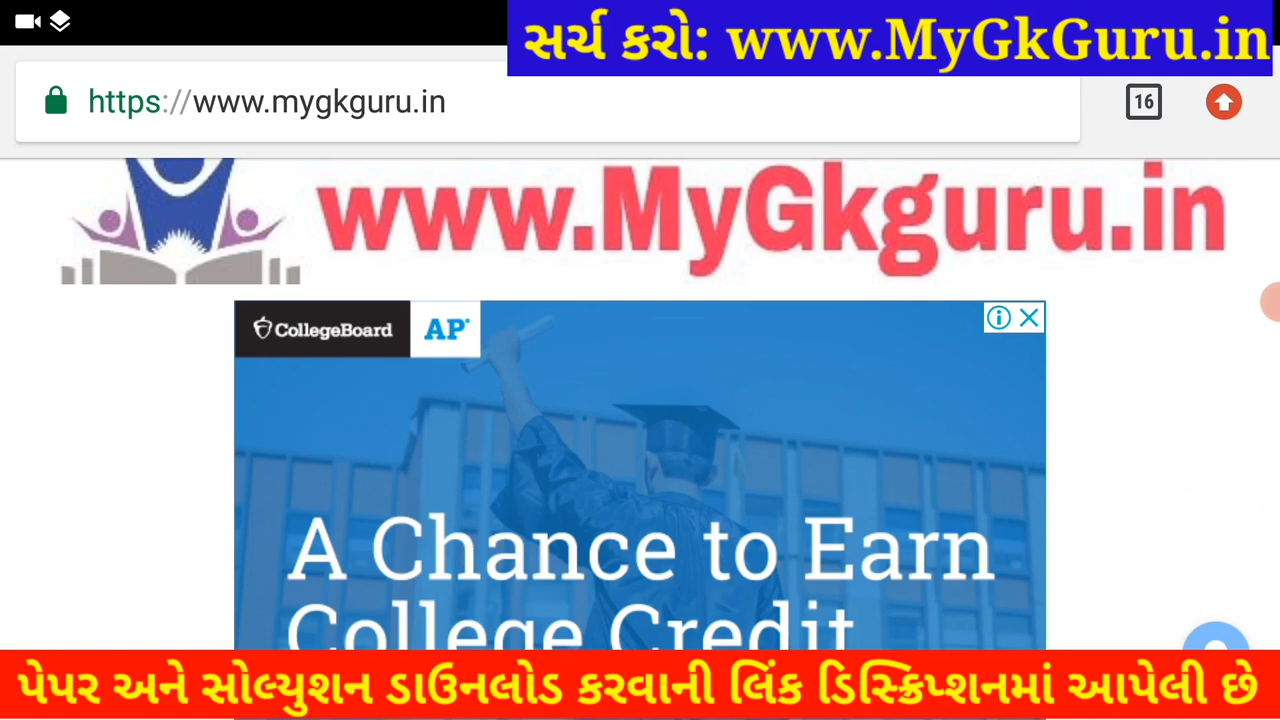 સર્ચ કરો: www.MyGkGuru.in
https://www.mygkguru.in
16
www.MyGkguru.in
CollegeBoard AP
A Chance to Earn
College Credit
પેપર અને સોલ્યુશન ડાઉનલોડ કરવાની લિંક ડિસ્ક્રિપ્શનમાં આપેલી છે